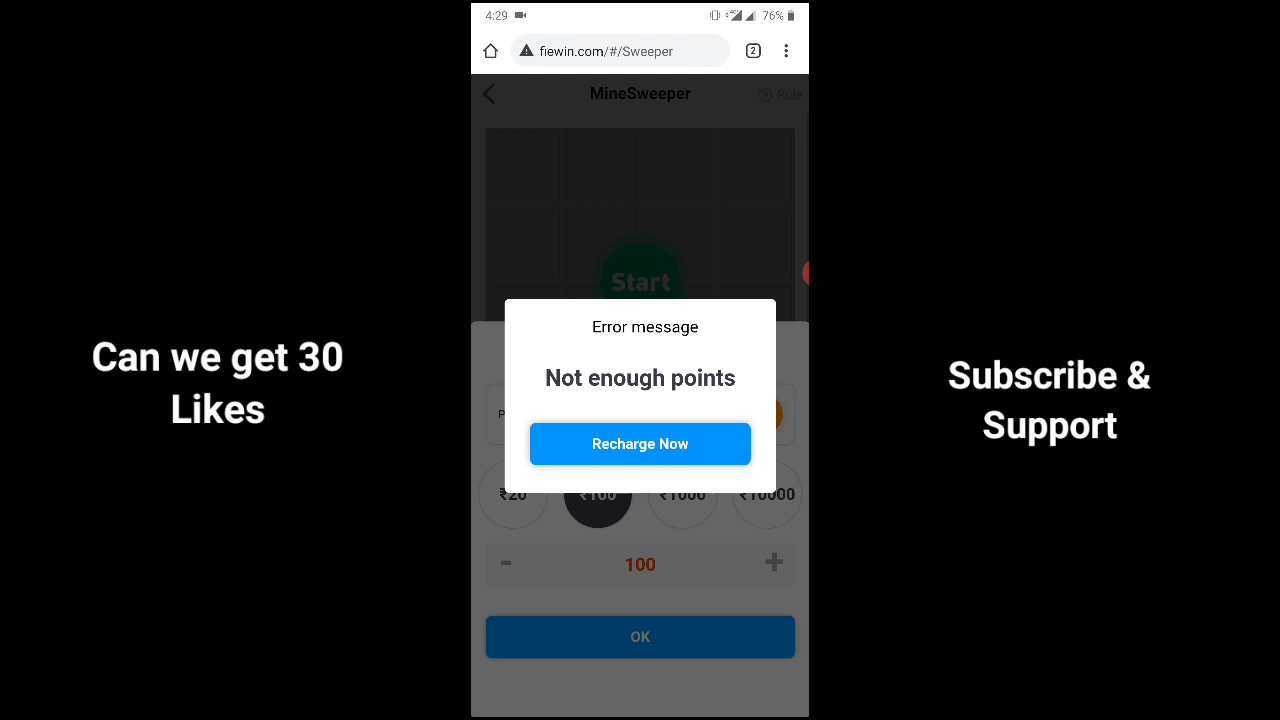 4:29
76%
fiewin.com/#/Sweeper
2
MineSweeper
Rule
Start
Error message
Can we get 30
Likes
Not enough points
Subscribe &
Support
P
Recharge Now
₹20
₹100
₹1000
₹10000
-
100
+
OK